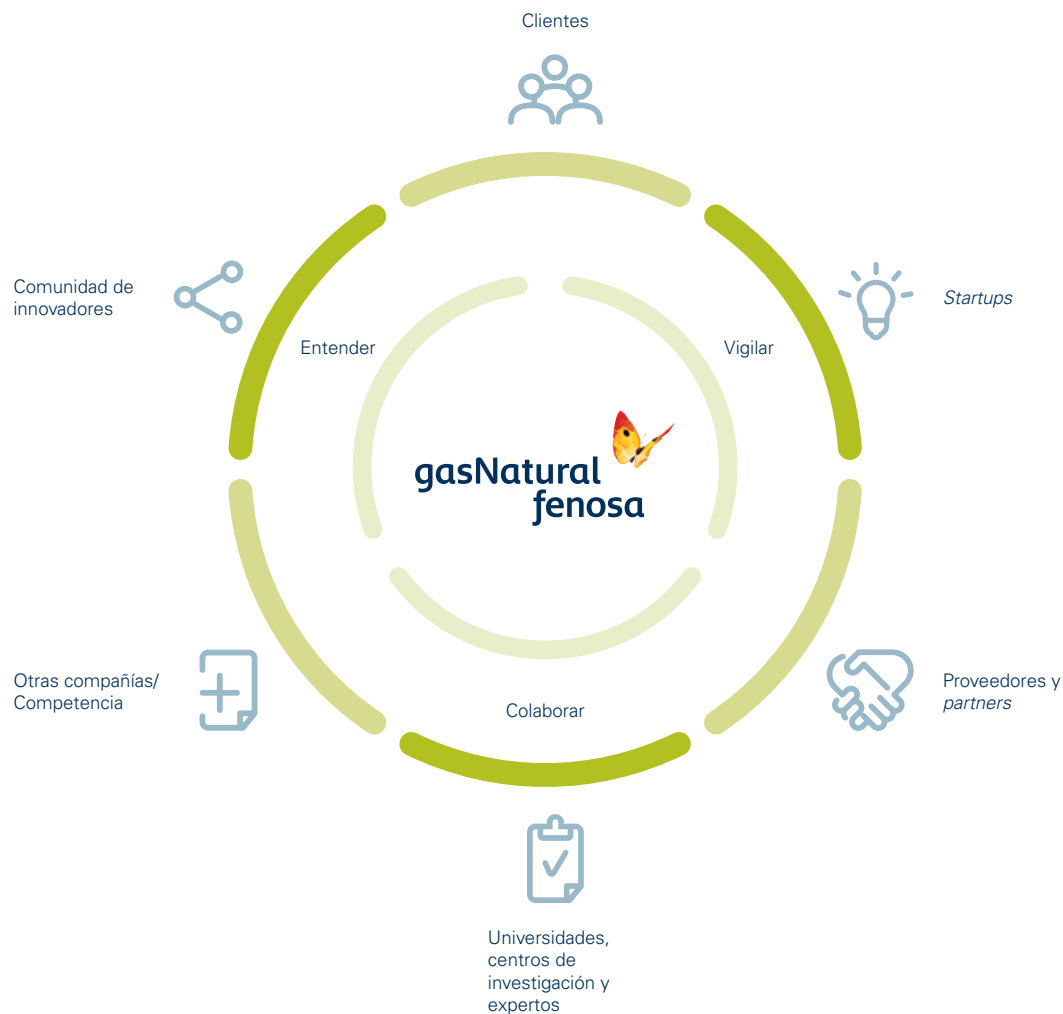 Clientes
Comunidad de
innovadores
Startups
Entender
Vigilar
gasNatural
fenosa
Otras compañías/
Competencia
Proveedores y
partners
Colaborar
Universidades,
centros de
investigación y
expertos